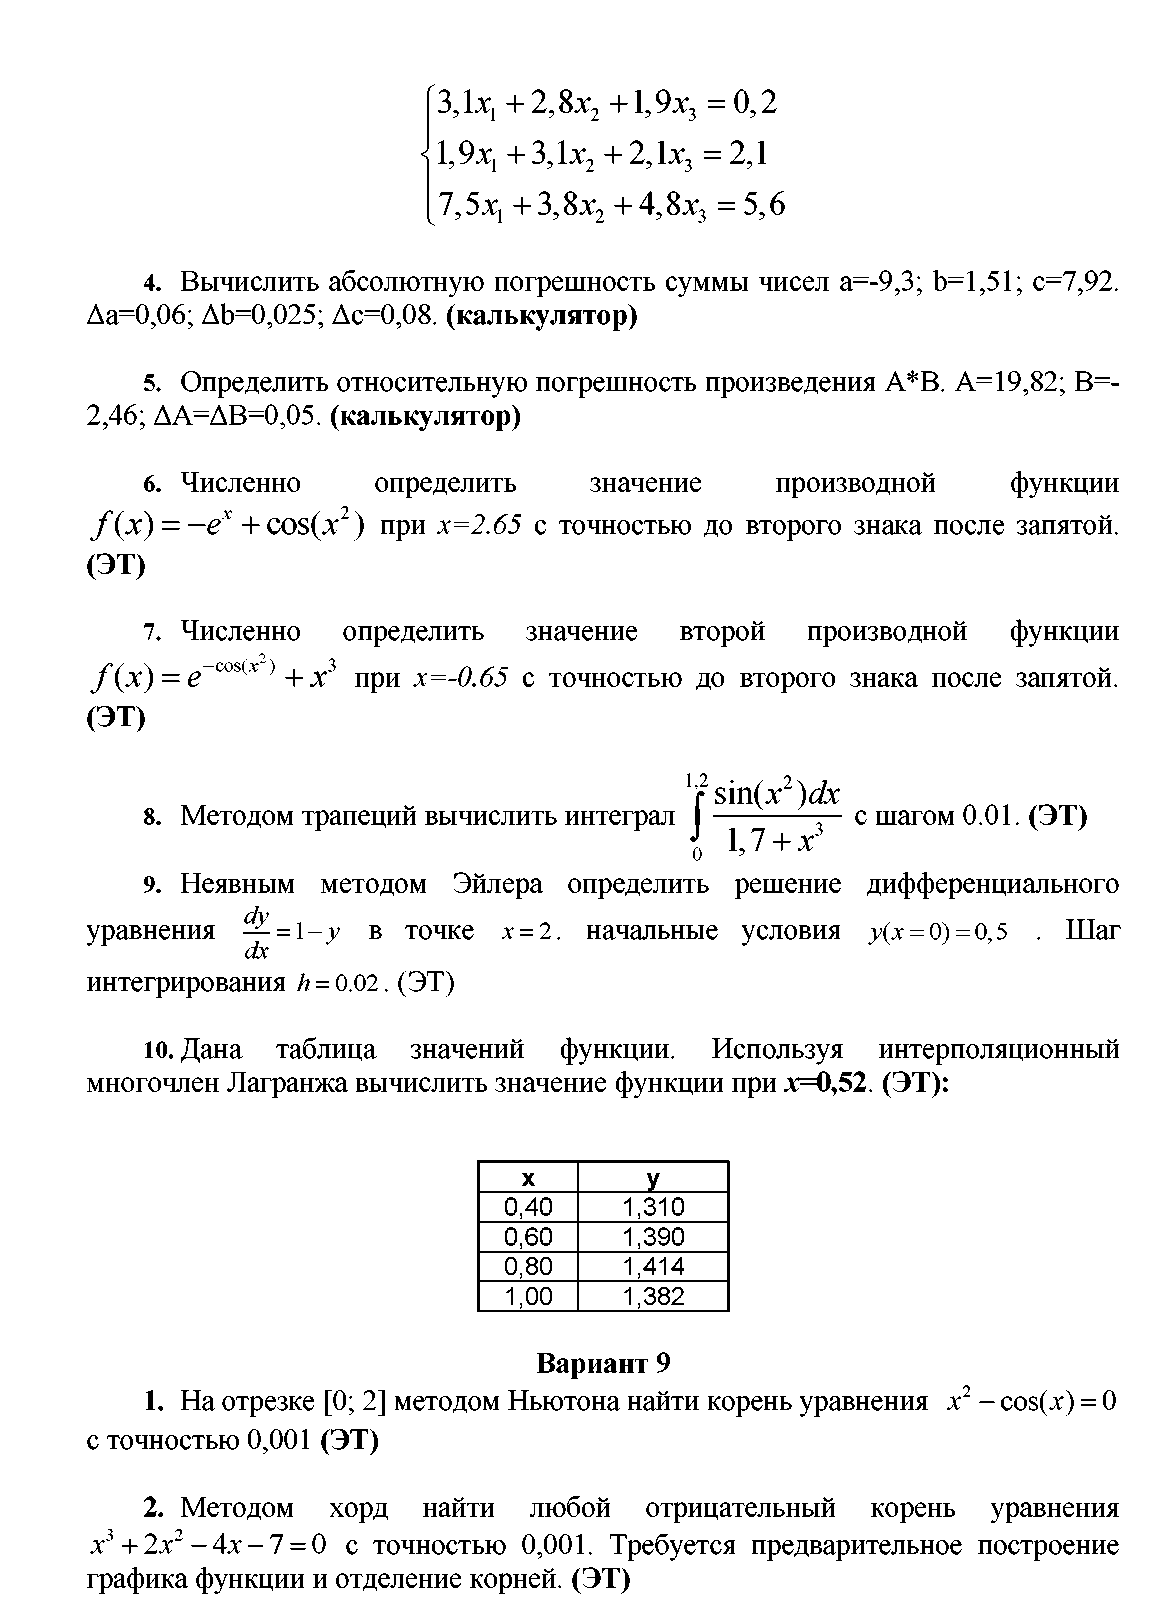 3,1x₁ + 2,8x₂ + 1,9x₃ = 0,2
1,9x₁ + 3,1x₂ + 2,1x₃ = 2,1
7,5x₁ + 3,8x₂ + 4,8x₃ = 5,6
4. Вычислить абсолютную погрешность суммы чисел a=-9,3; b=1,51; c=7,92.
Δa=0,06; Δb=0,025; Δc=0,08. (калькулятор)
5. Определить относительную погрешность произведения A*B. A=19,82; B=-
2,46; ΔA=ΔB=0,05. (калькулятор)
6. Численно определить значение производной функции
f(x) = −eˣ + cos(x²) при x=2.65 с точностью до второго знака после запятой.
(ЭТ)
7. Численно определить значение второй производной функции
f(x) = e^(−cos(x²)) + x³ при x=-0.65 с точностью до второго знака после запятой.
(ЭТ)
8. Методом трапеций вычислить интеграл ∫₀^1,2 sin(x²)dx / 1,7 + x³ с шагом 0.01. (ЭТ)
9. Неявным методом Эйлера определить решение дифференциального
уравнения dy/dx = 1 − y в точке x = 2. начальные условия y(x = 0) = 0,5 . Шаг
интегрирования h = 0.02. (ЭТ)
10. Дана таблица значений функции. Используя интерполяционный
многочлен Лагранжа вычислить значение функции при x=0,52. (ЭТ):
x y
0,40 1,310
0,60 1,390
0,80 1,414
1,00 1,382
Вариант 9
1. На отрезке [0; 2] методом Ньютона найти корень уравнения x² − cos(x) = 0
с точностью 0,001 (ЭТ)
2. Методом хорд найти любой отрицательный корень уравнения
x³ + 2x² − 4x − 7 = 0 с точностью 0,001. Требуется предварительное построение
графика функции и отделение корней. (ЭТ)